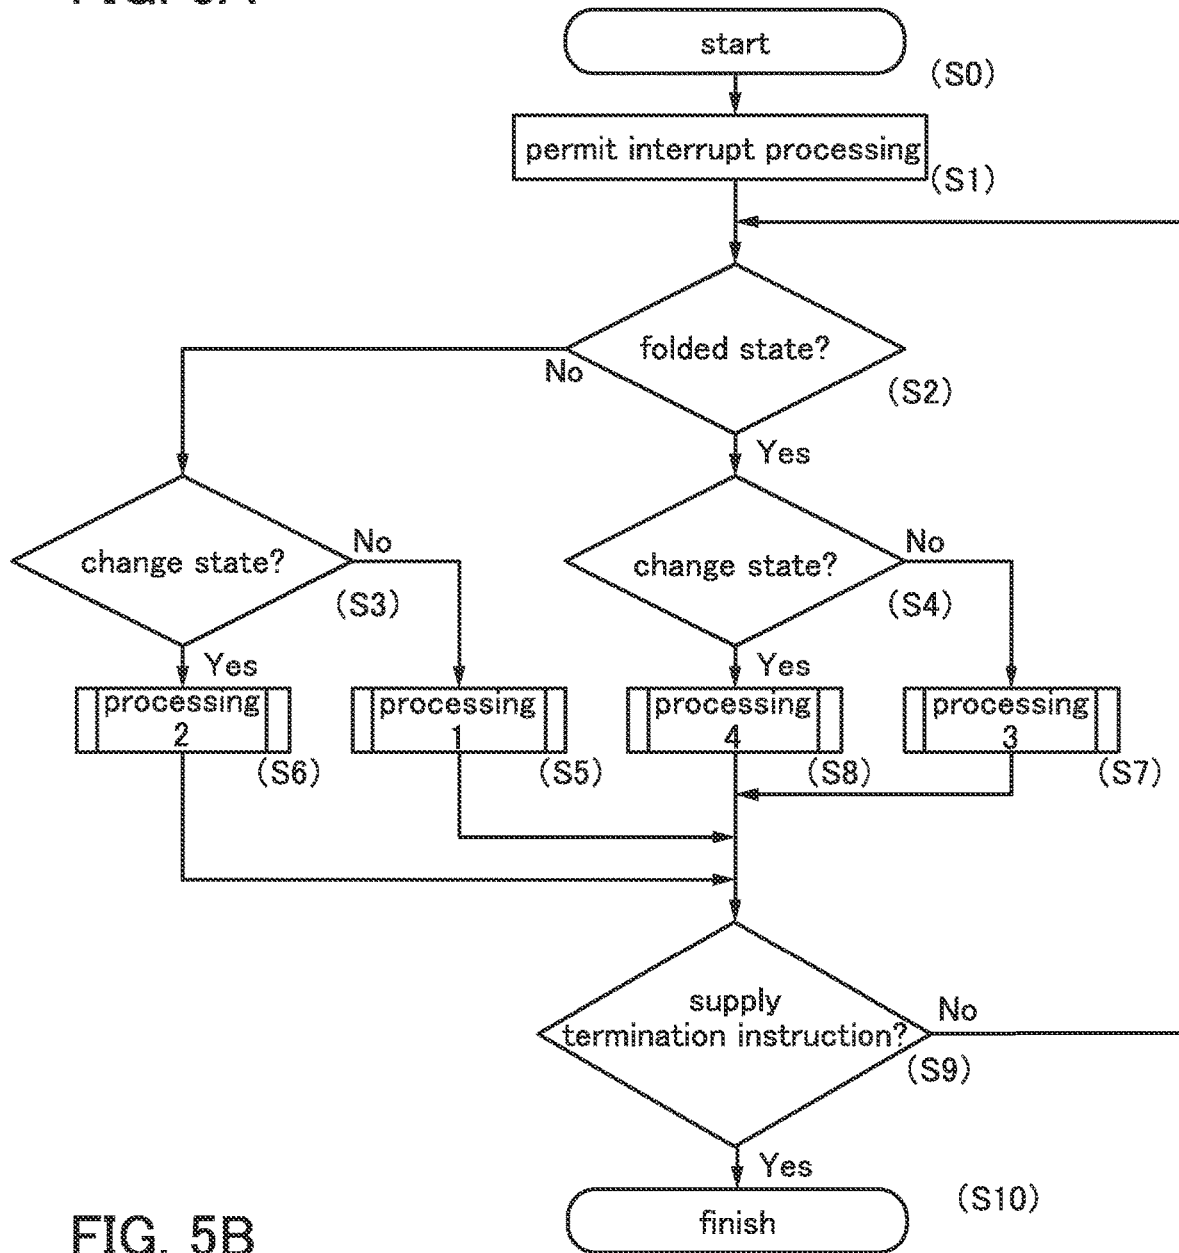 start
(S0)
permit interrupt processing
(S1)
folded state?
No
(S2)
Yes
change state?
No
(S3)
Yes
change state?
No
(S4)
Yes
processing
2
(S6)
processing
1
(S5)
processing
4
(S8)
processing
3
(S7)
supply
termination instruction?
No
(S9)
Yes
(S10)
finish
FIG. 5B